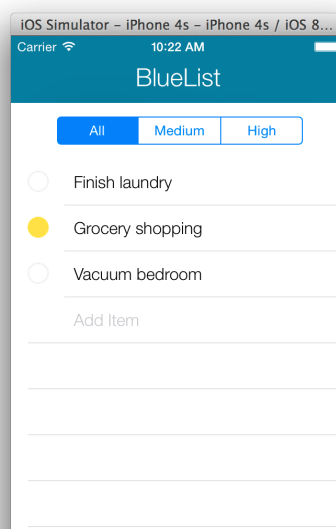 iOS Simulator – iPhone 4s – iPhone 4s / iOS 8...
Carrier 10:22 AM
BlueList
All Medium High
Finish laundry
Grocery shopping
Vacuum bedroom
Add Item